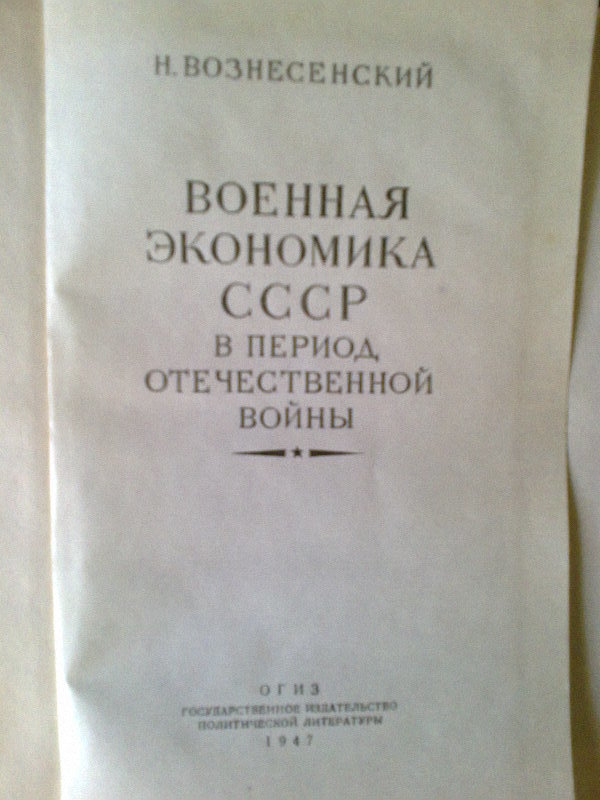 Н. ВОЗНЕСЕНСКИЙ
ВОЕННАЯ
ЭКОНОМИКА
СССР
В ПЕРИОД
ОТЕЧЕСТВЕННОЙ
ВОЙНЫ
ОГИЗ
ГОСУДАРСТВЕННОЕ ИЗДАТЕЛЬСТВО
ПОЛИТИЧЕСКОЙ ЛИТЕРАТУРЫ
1947